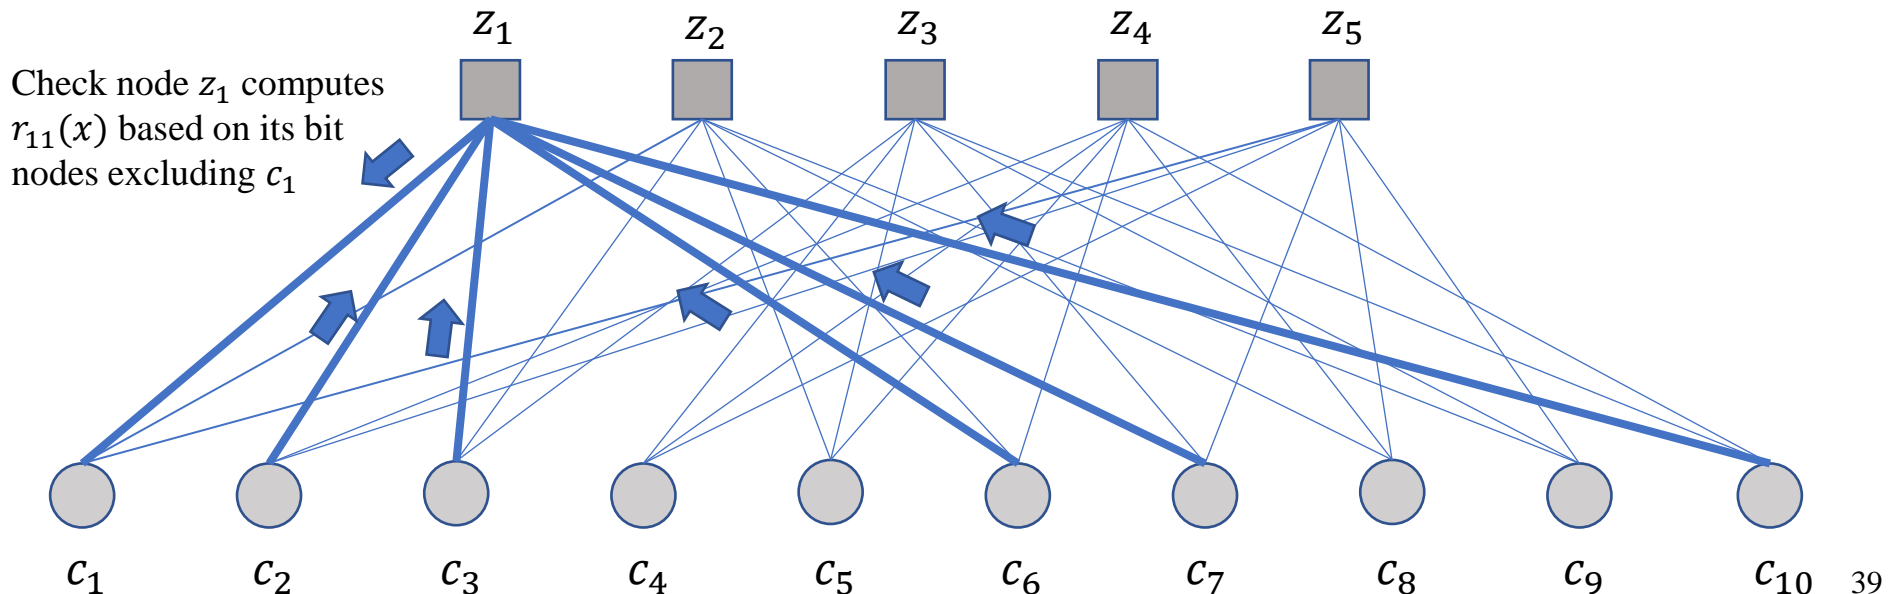 z₁ z₂ z₃ z₄ z₅
Check node z₁ computes
r₁₁(x) based on its bit
nodes excluding c₁
c₁ c₂ c₃ c₄ c₅ c₆ c₇ c₈ c₉ c₁₀ 39